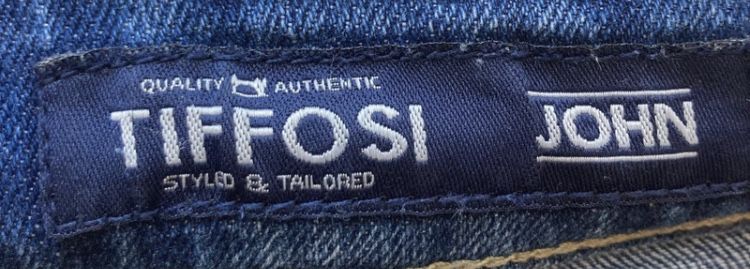 QUALITY AUTHENTIC
TIFFOSI
STYLED & TAILORED
JOHN